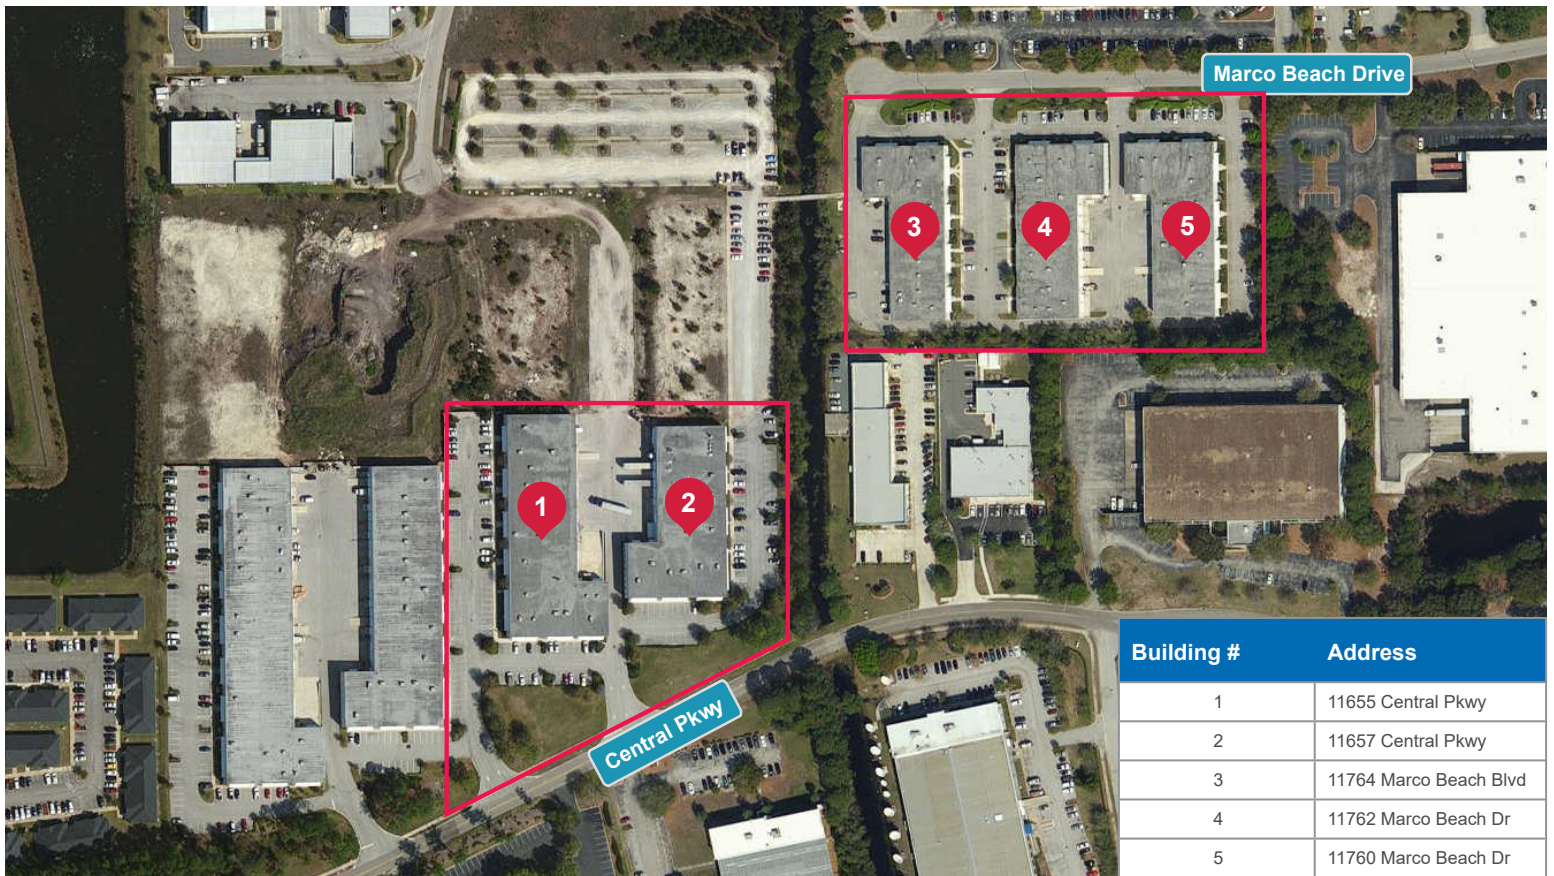 Marco Beach Drive
3
4
5
1
2
Central Pkwy
Building # Address
1 11655 Central Pkwy
2 11657 Central Pkwy
3 11764 Marco Beach Blvd
4 11762 Marco Beach Dr
5 11760 Marco Beach Dr